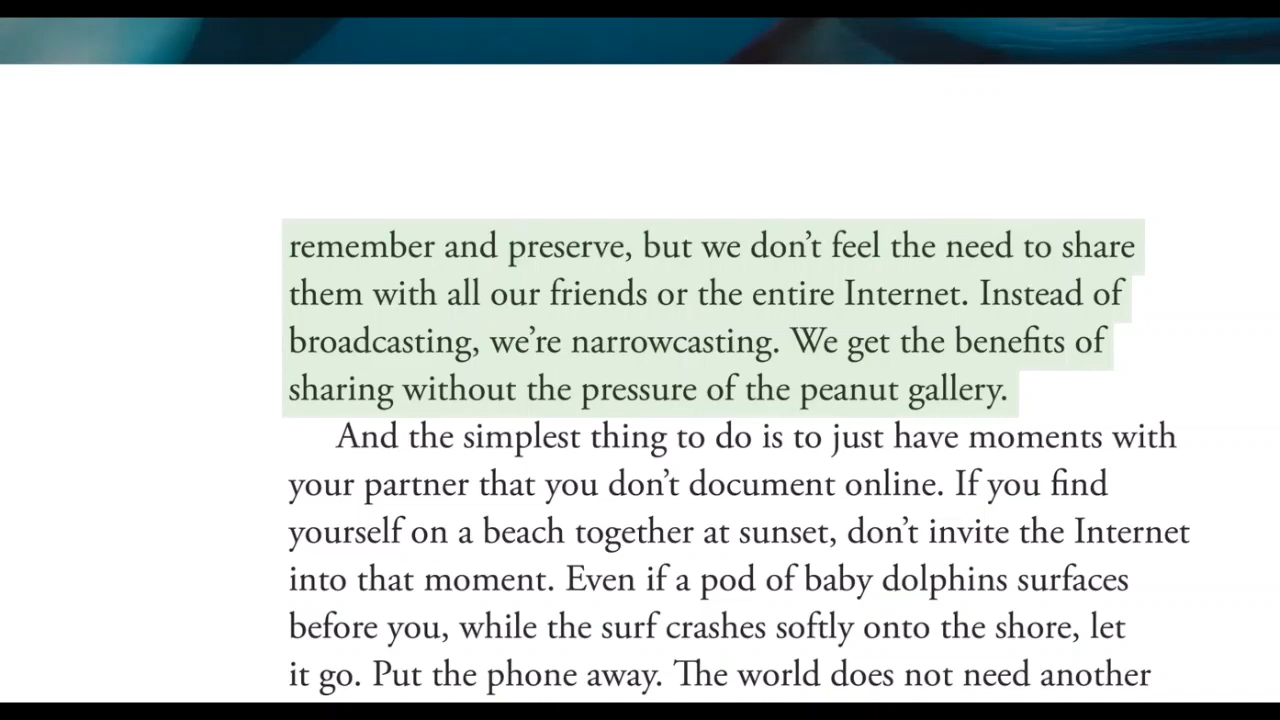 remember and preserve, but we don’t feel the need to share
them with all our friends or the entire Internet. Instead of
broadcasting, we’re narrowcasting. We get the benefits of
sharing without the pressure of the peanut gallery.
And the simplest thing to do is to just have moments with
your partner that you don’t document online. If you find
yourself on a beach together at sunset, don’t invite the Internet
into that moment. Even if a pod of baby dolphins surfaces
before you, while the surf crashes softly onto the shore, let
it go. Put the phone away. The world does not need another